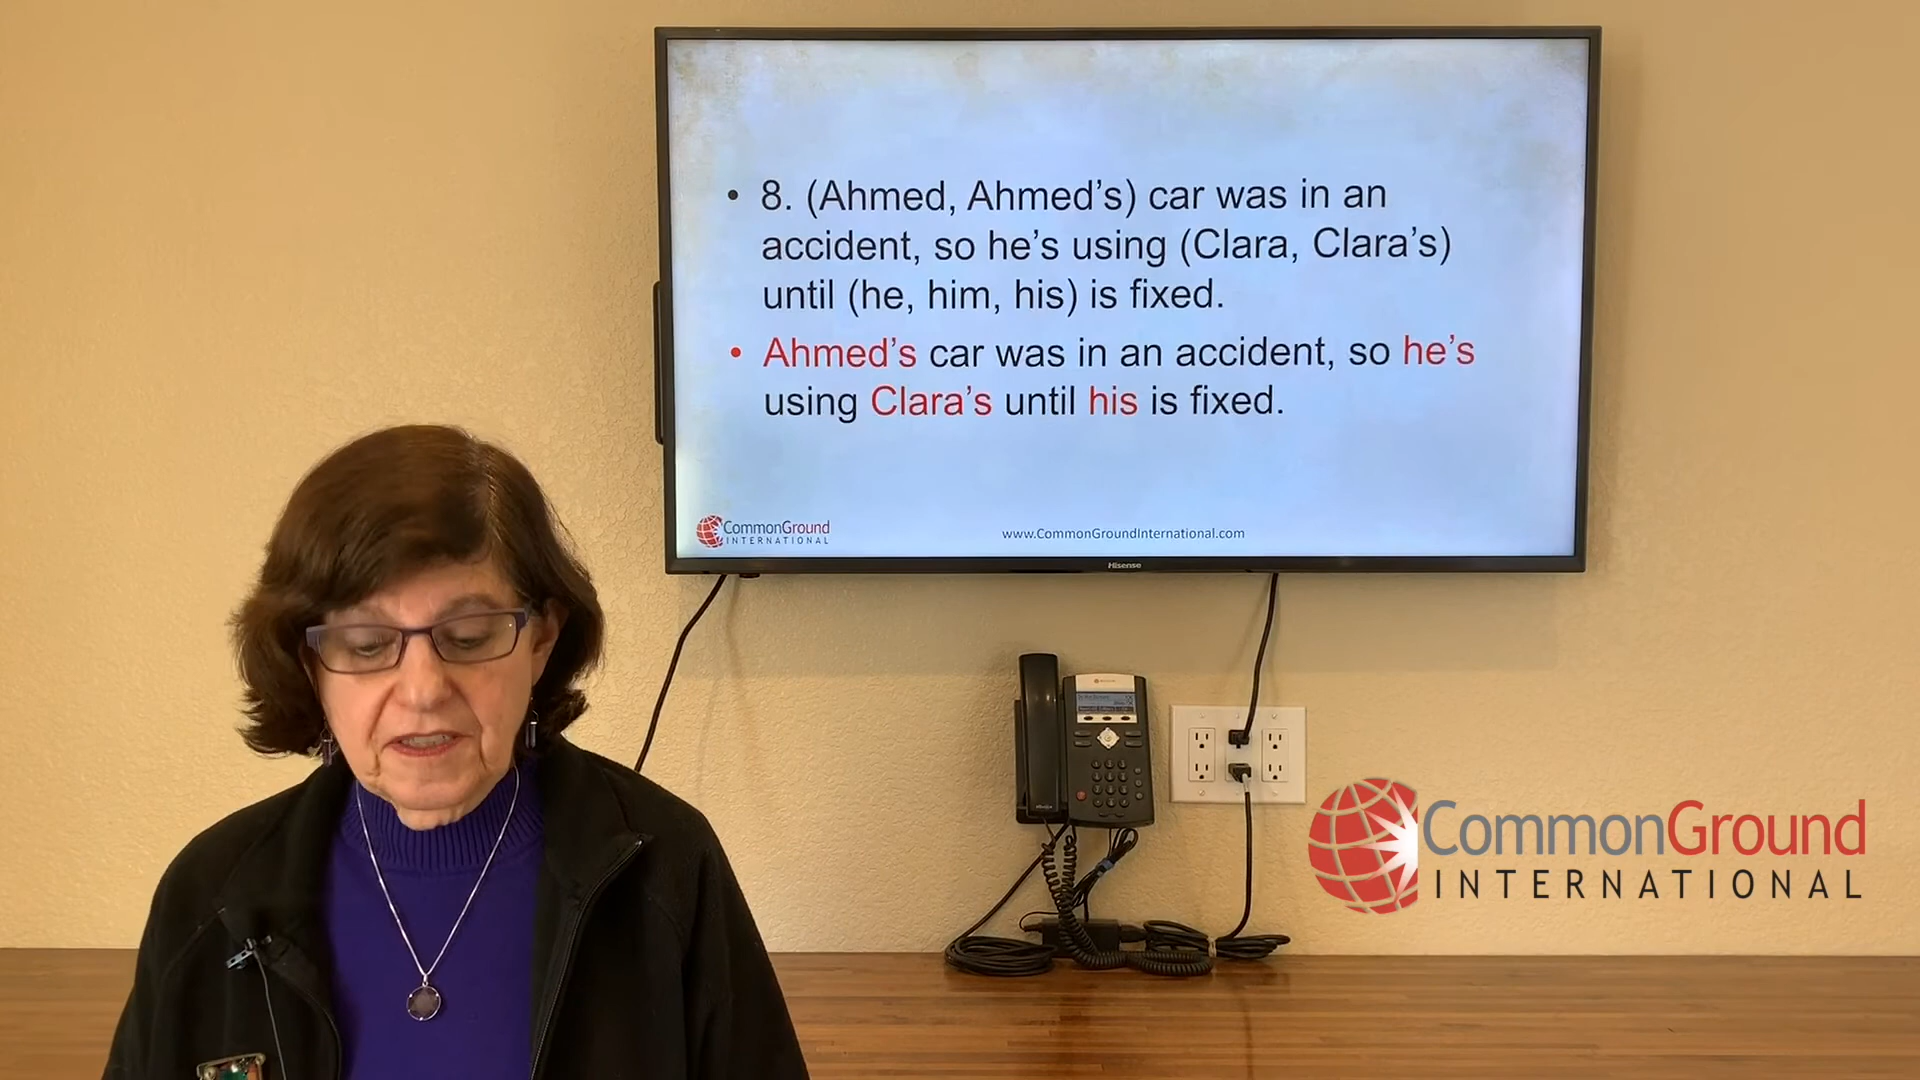 • 8. (Ahmed, Ahmed’s) car was in an
accident, so he’s using (Clara, Clara’s)
until (he, him, his) is fixed.
• Ahmed’s car was in an accident, so he’s
using Clara’s until his is fixed.
CommonGround
INTERNATIONAL
www.CommonGroundInternational.com
Hisense
CommonGround
INTERNATIONAL